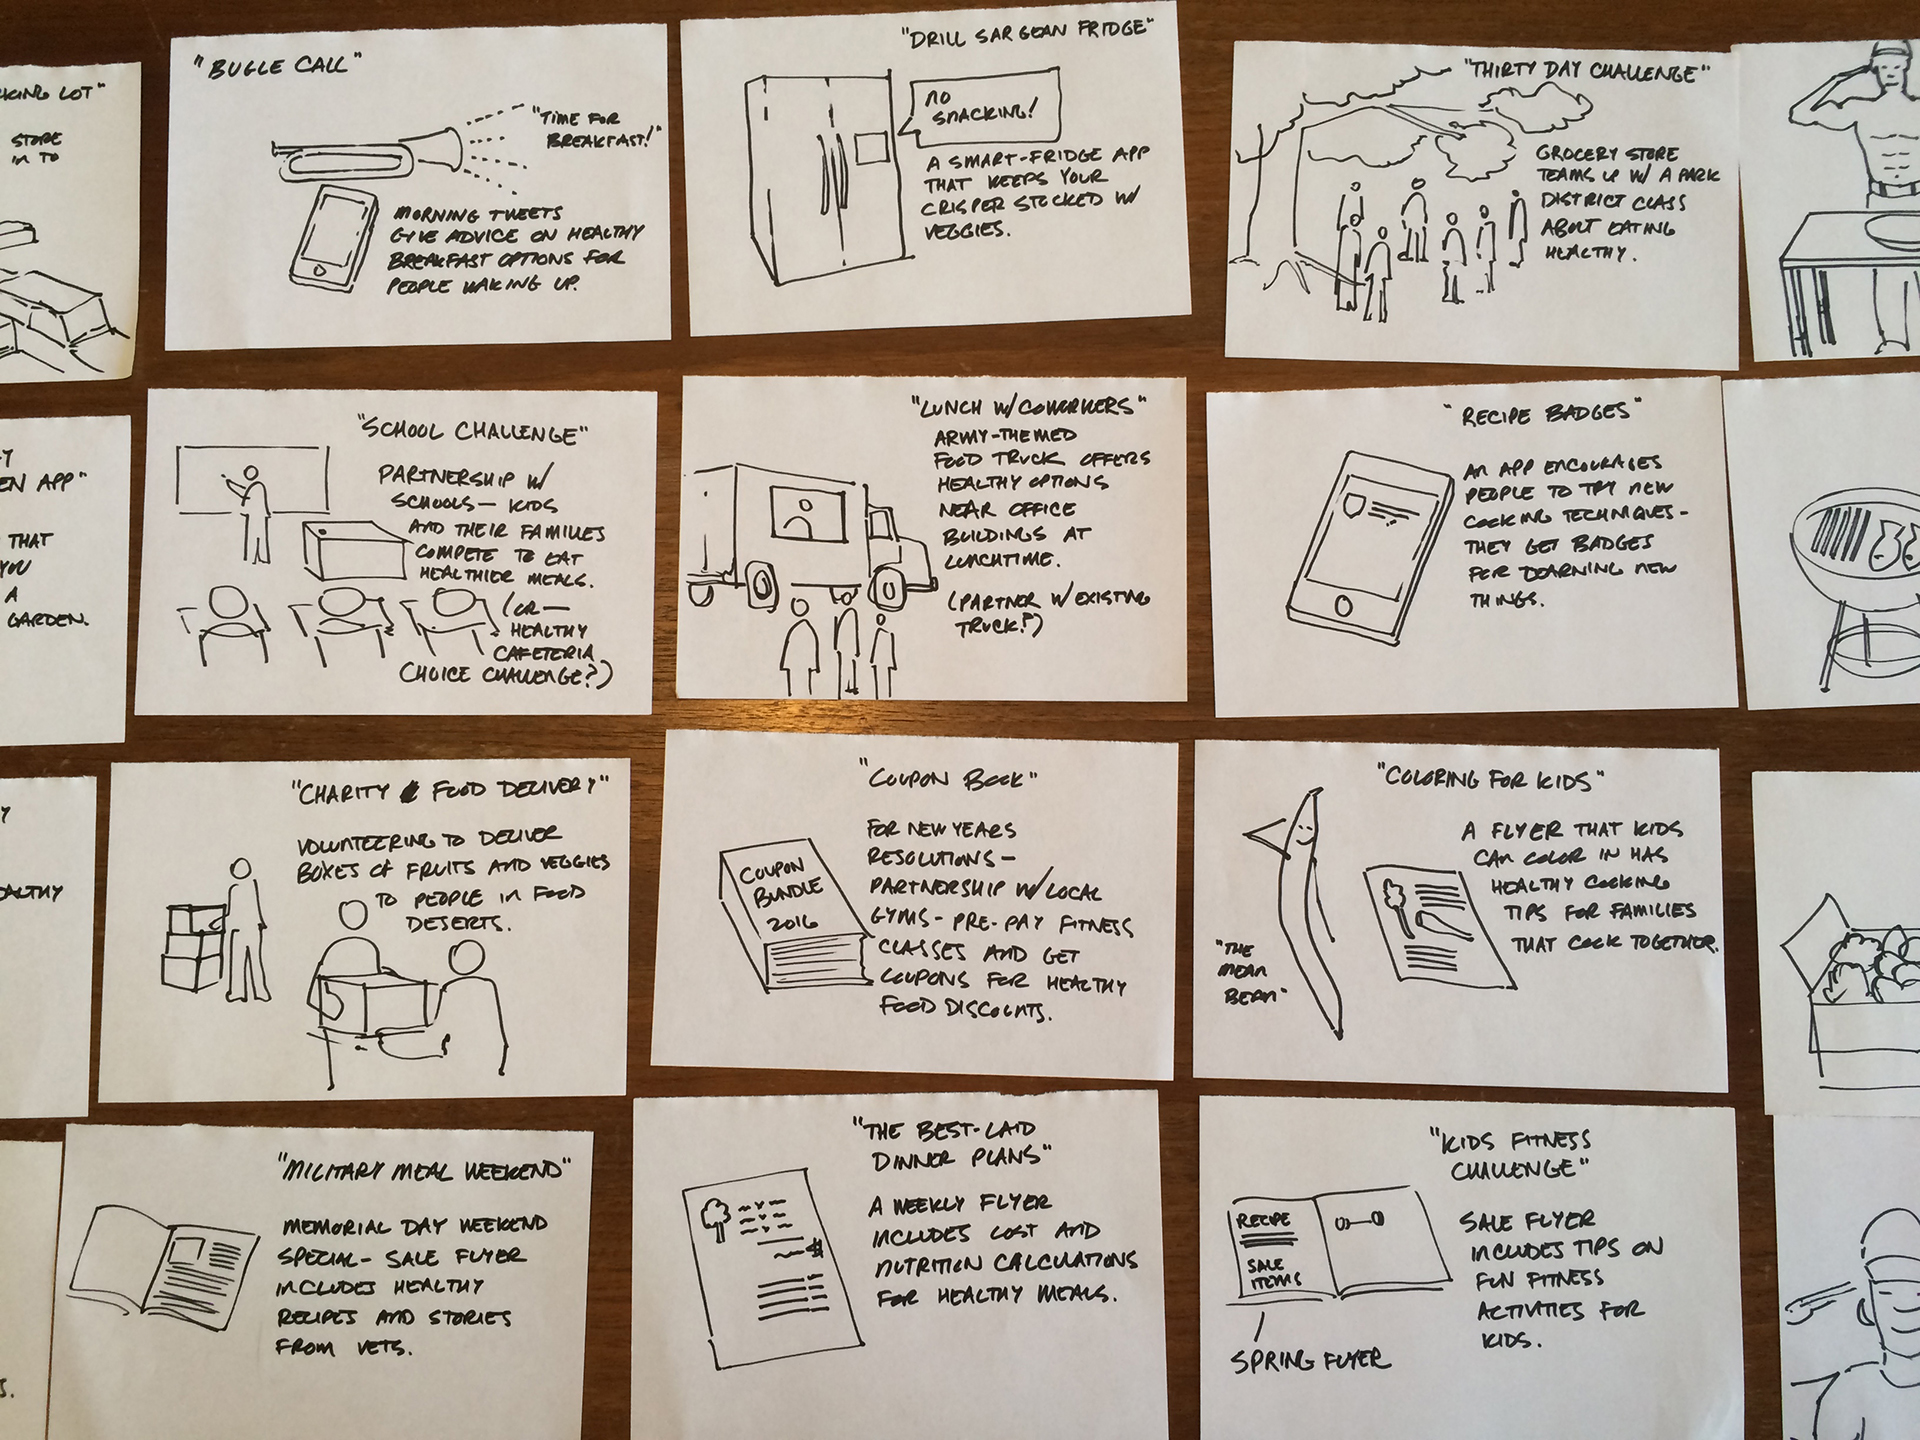 KING LOT"
STORE
IN TO
"BUGLE CALL"
"TIME FOR
BREAKFAST!"
MORNING TWEETS
GIVE ADVICE ON HEALTHY
BREAKFAST OPTIONS FOR
PEOPLE WAKING UP.
"DRILL SARGEAN FRIDGE"
NO
SNACKING!
A SMART-FRIDGE APP
THAT KEEPS YOUR
CRISPER STOCKED W/
VEGGIES.
"THIRTY DAY CHALLENGE"
GROCERY STORE
TEAMS UP W/ A PARK
DISTRICT CLASS
ABOUT EATING
HEALTHY.
Y
EN APP"
THAT
YOU
A
GARDEN.
"SCHOOL CHALLENGE"
PARTNERSHIP W/
SCHOOLS— KIDS
AND THEIR FAMILIES
COMPETE TO EAT
HEALTHIER MEALS.
(OR—
HEALTHY
CAFETERIA
CHOICE CHALLENGE?)
"LUNCH W/COWORKERS"
ARMY-THEMED
FOOD TRUCK OFFERS
HEALTHY OPTIONS
NEAR OFFICE
BUILDINGS AT
LUNCHTIME.
(PARTNER W/EXISTING
TRUCK?)
"RECIPE BADGES"
AN APP ENCOURAGES
PEOPLE TO TRY NEW
COOKING TECHNIQUES-
THEY GET BADGES
FOR DEARNING NEW
THINGS.
Y
EALTHY
"CHARITY FOOD DELIVERY"
VOLUNTEERING TO DELIVER
BOXES OF FRUITS AND VEGGIES
TO PEOPLE IN FOOD
DESERTS.
"COUPON BOOK"
COUPON
BUNDLE
2016
FOR NEW YEARS
RESOLUTIONS—
PARTNERSHIP W/LOCAL
GYMS- PRE-PAY FITNESS
CLASSES AND GET
COUPONS FOR HEALTHY
FOOD DISCOUNTS.
"COLORING FOR KIDS"
A FLYER THAT KIDS
CAN COLOR IN HAS
HEALTHY COOKING
TIPS FOR FAMILIES
THAT COOK TOGETHER.
"THE
MEAN
BEAN"
S.
"MILITARY MEAL WEEKEND"
MEMORIAL DAY WEEKEND
SPECIAL- SALE FLYER
INCLUDES HEALTHY
RECIPES AND STORIES
FROM VETS.
"THE BEST-LAID
DINNER PLANS"
$
A WEEKLY FLYER
INCLUDES COST AND
NUTRITION CALCULATIONS
FOR HEALTHY MEALS.
"KIDS FITNESS
CHALLENGE"
RECIPE
SALE
ITEMS
SALE FLYER
INCLUDES TIPS ON
FUN FITNESS
ACTIVITIES FOR
KIDS.
SPRING FLYER